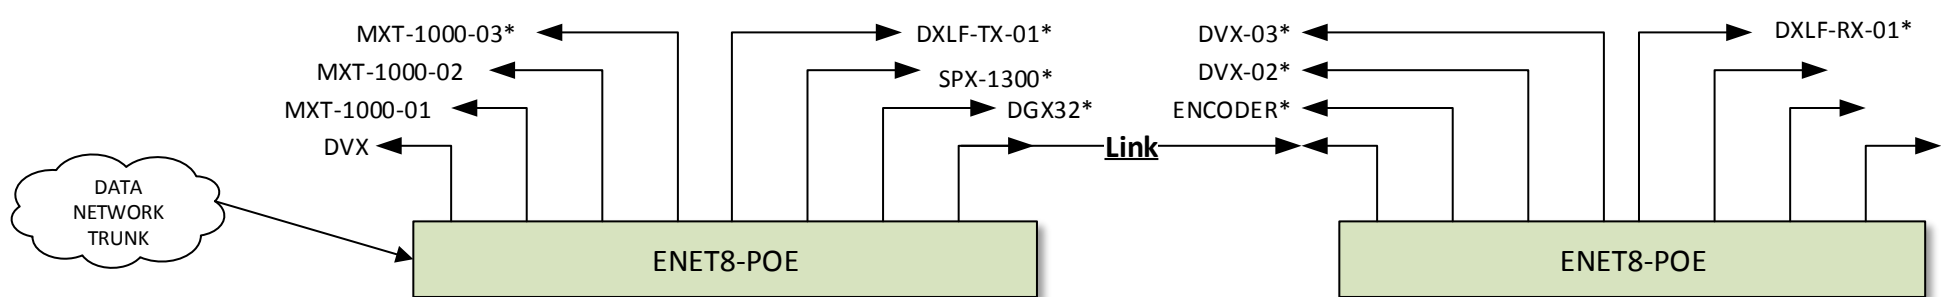 MXT-1000-03*
DXLF-TX-01*
DVX-03*
DXLF-RX-01*
MXT-1000-02
SPX-1300*
DVX-02*
MXT-1000-01
DGX32*
ENCODER*
DVX
Link
DATA
NETWORK
TRUNK
ENET8-POE
ENET8-POE